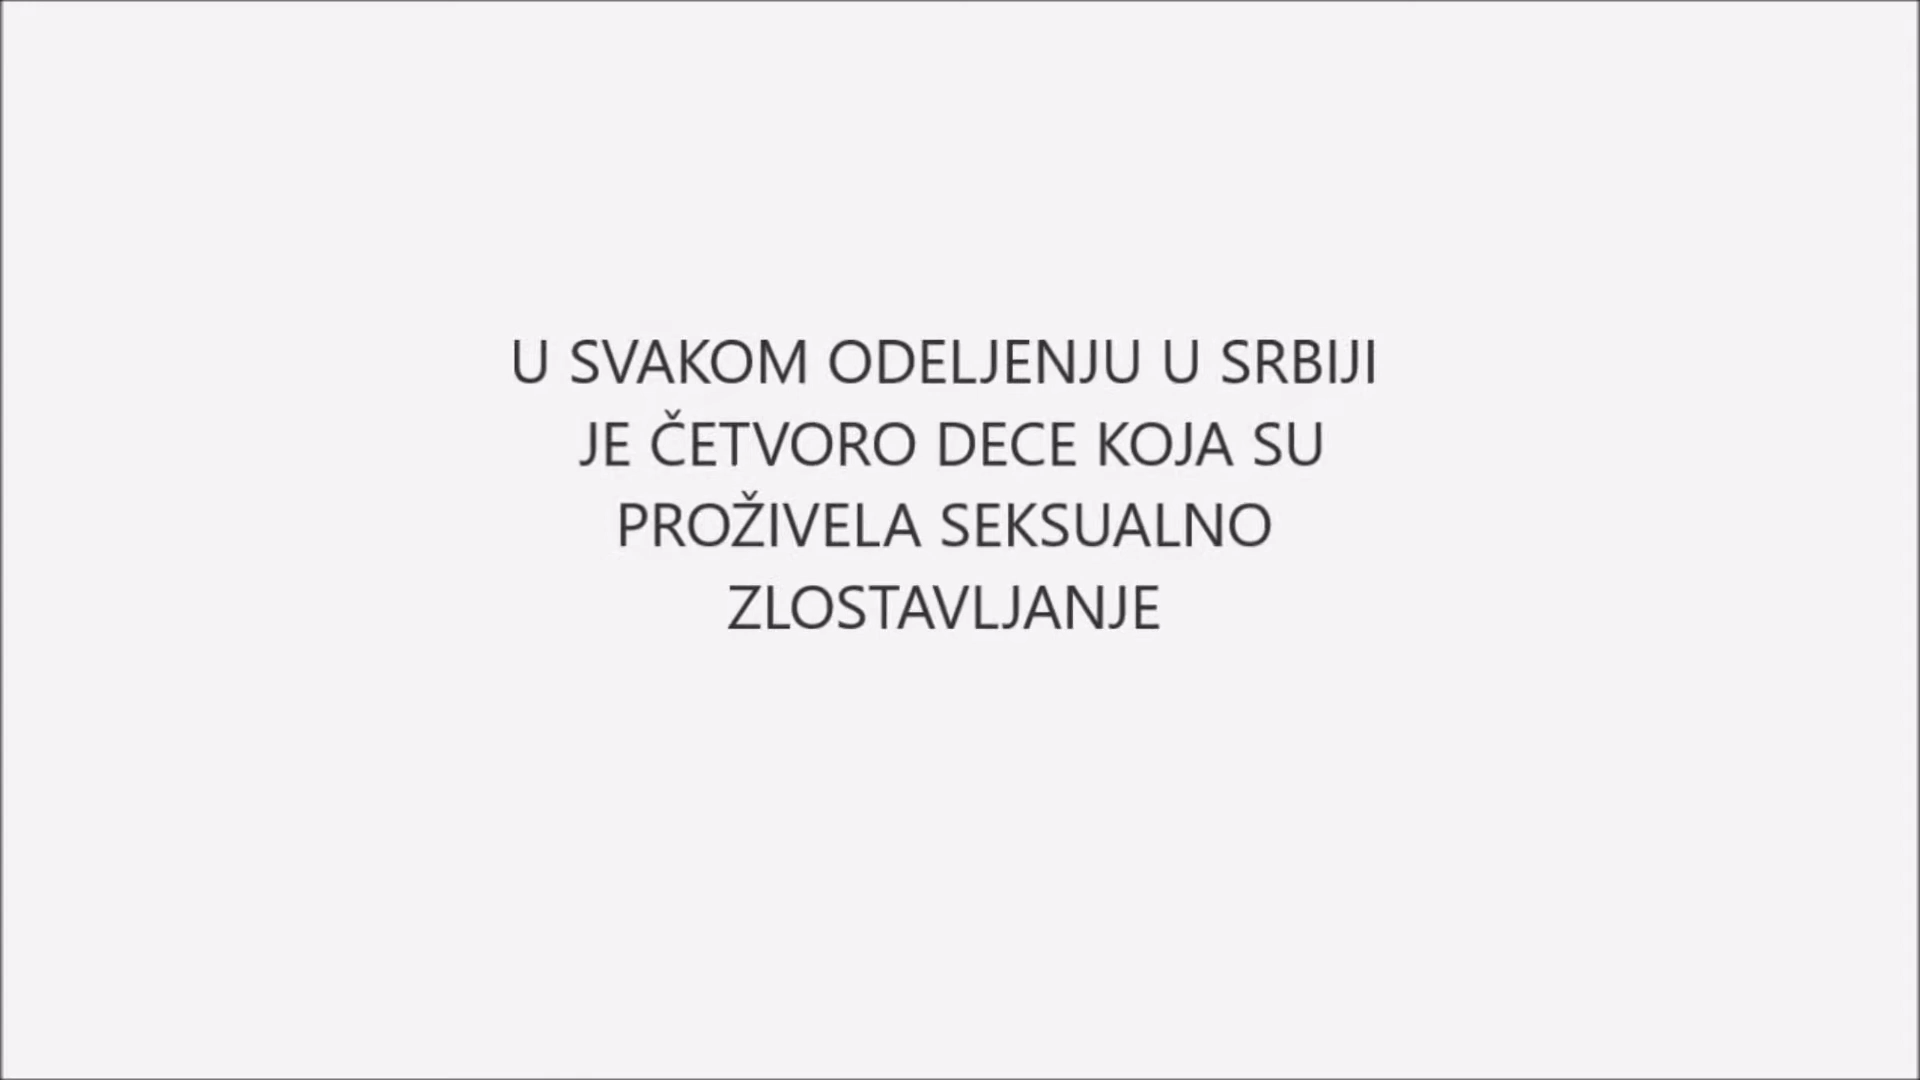 U SVAKOM ODELJENJU U SRBIJI
JE ČETVORO DECE KOJA SU
PROŽIVELA SEKSUALNO
ZLOSTAVLJANJE